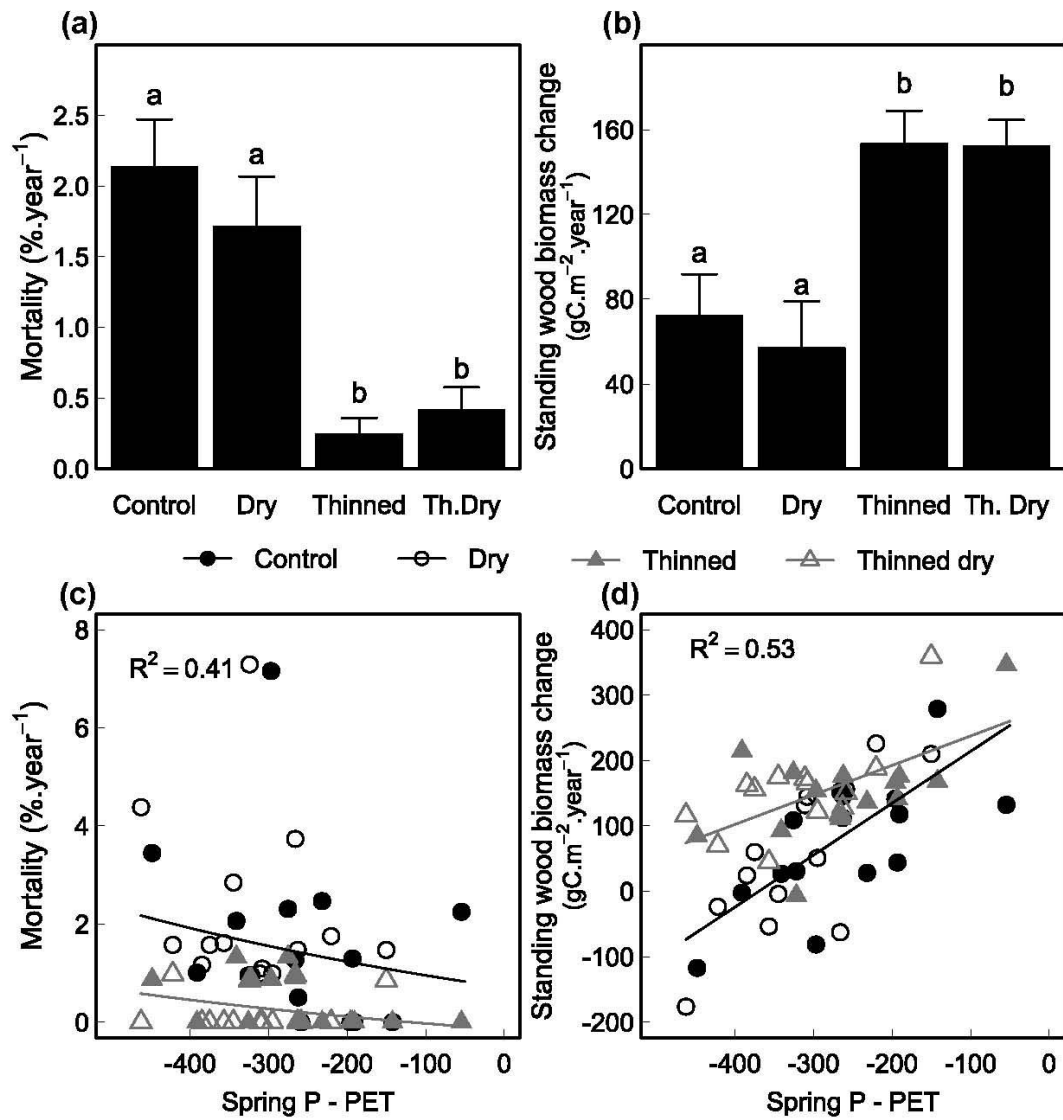 (a)
Mortality (%.year⁻¹)
2.5
2.0
1.5
1.0
0.5
0.0
a
a
b
b
Control Dry Thinned Th.Dry
(b)
Standing wood biomass change
(gC.m⁻².year⁻¹)
160
120
80
40
0
a
a
b
b
Control Dry Thinned Th. Dry
Control Dry Thinned Thinned dry
(c)
Mortality (%.year⁻¹)
8
6
4
2
0
R² = 0.41
-400 -300 -200 -100 0
Spring P - PET
(d)
Standing wood biomass change
(gC.m⁻².year⁻¹)
400
300
200
100
0
-100
-200
R² = 0.53
-400 -300 -200 -100 0
Spring P - PET